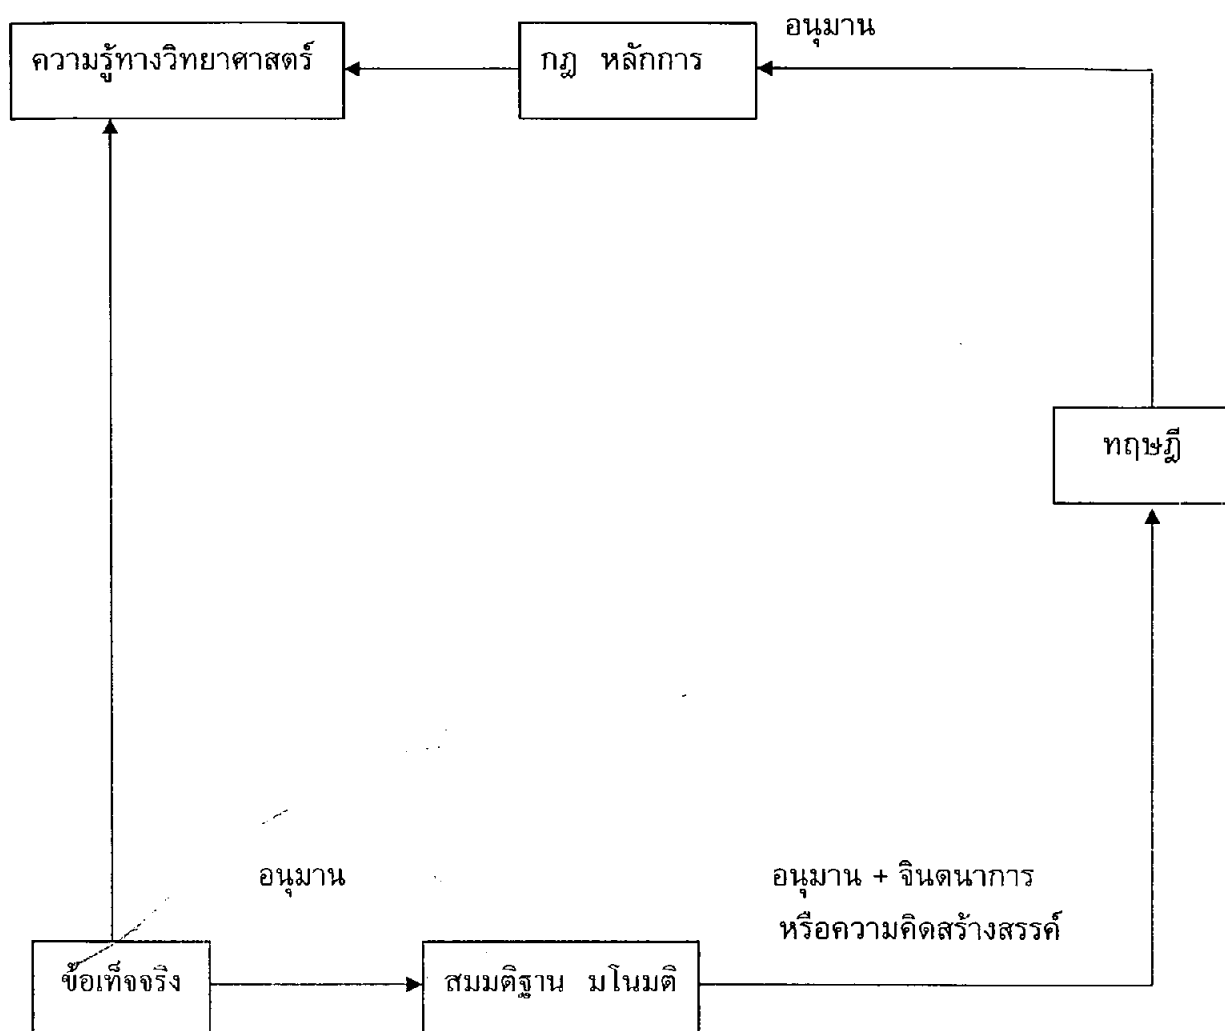 อนุมาน
ความรู้ทางวิทยาศาสตร์
กฎ หลักการ
ทฤษฎี
อนุมาน
อนุมาน + จินตนาการ
หรือความคิดสร้างสรรค์
ข้อเท็จจริง
สมมติฐาน มโนมติ